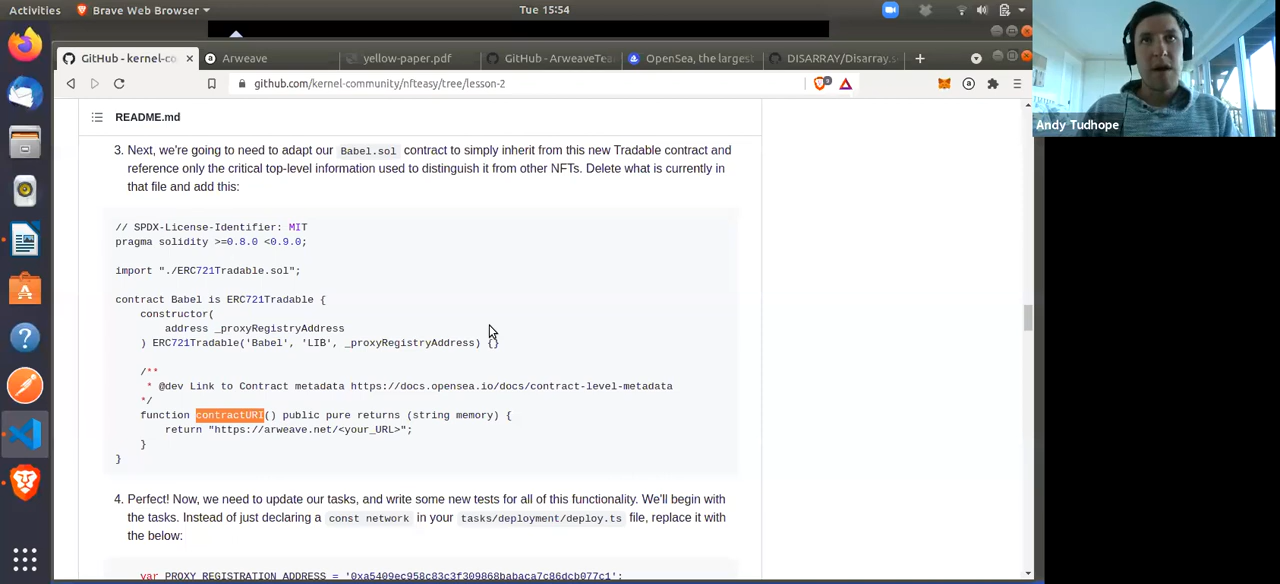 Activities
Brave Web Browser
Tue 15:54
GitHub - kernel-co
Arweave
yellow-paper.pdf
GitHub - ArweaveTea
OpenSea, the largest
DISARRAY/Disarray.s
github.com/kernel-community/nfteasy/tree/lesson-2
Andy Tudhope
README.md
3. Next, we're going to need to adapt our Babel.sol contract to simply inherit from this new Tradable contract and
reference only the critical top-level information used to distinguish it from other NFTs. Delete what is currently in
that file and add this:
// SPDX-License-Identifier: MIT
pragma solidity >=0.8.0 <0.9.0;
import "./ERC721Tradable.sol";
contract Babel is ERC721Tradable {
constructor(
address _proxyRegistryAddress
) ERC721Tradable('Babel', 'LIB', _proxyRegistryAddress) {}
/**
* @dev Link to Contract metadata https://docs.opensea.io/docs/contract-level-metadata
*/
function contractURI() public pure returns (string memory) {
return "https://arweave.net/<your_URL>";
}
}
4. Perfect! Now, we need to update our tasks, and write some new tests for all of this functionality. We'll begin with
the tasks. Instead of just declaring a const network in your tasks/deployment/deploy.ts file, replace it with
the below:
var PROXY_REGISTRATION_ADDRESS = '0xa5409ec958c83c3f309868babaca7c86dcb077c1';